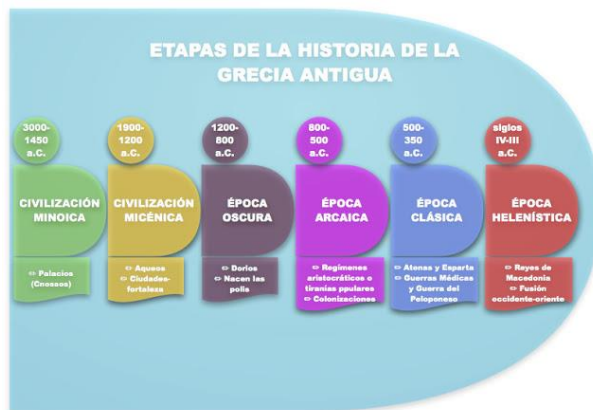 ETAPAS DE LA HISTORIA DE LA
GRECIA ANTIGUA
3000-
1450
a.C.
CIVILIZACIÓN
MINOICA
✏ Palacios
(Cnossos)
1900-
1200
a.C.
CIVILIZACIÓN
MICÉNICA
✏ Aqueos
✏ Ciudades-
fortaleza
1200-
800
a.C.
ÉPOCA
OSCURA
✏ Dorios
✏ Nacen las
polis
800-
500
a.C.
ÉPOCA
ARCAICA
✏ Regímenes
aristocráticos o
tiranías ppulares
✏ Colonizaciones
500-
350
a.C.
ÉPOCA
CLÁSICA
✏ Atenas y Esparta
✏ Guerras Médicas
y Guerra del
Peloponeso
siglos
IV-III
a.C.
ÉPOCA
HELENÍSTICA
✏ Reyes de
Macedonia
✏ Fusión
occidente-oriente